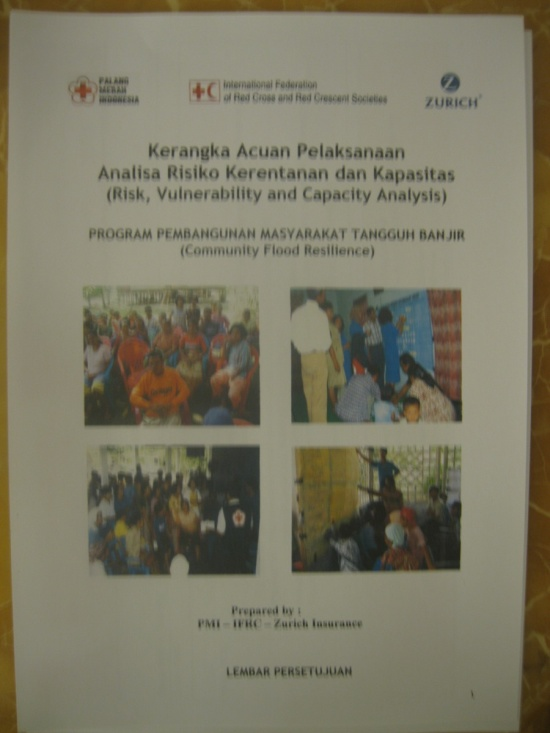 PALANG
MERAH
INDONESIA
International Federation
of Red Cross and Red Crescent Societies
ZURICH
Kerangka Acuan Pelaksanaan
Analisa Risiko Kerentanan dan Kapasitas
(Risk, Vulnerability and Capacity Analysis)
PROGRAM PEMBANGUNAN MASYARAKAT TANGGUH BANJIR
(Community Flood Resilience)
Prepared by :
PMI – IFRC – Zurich Insurance
LEMBAR PERSETUJUAN
1